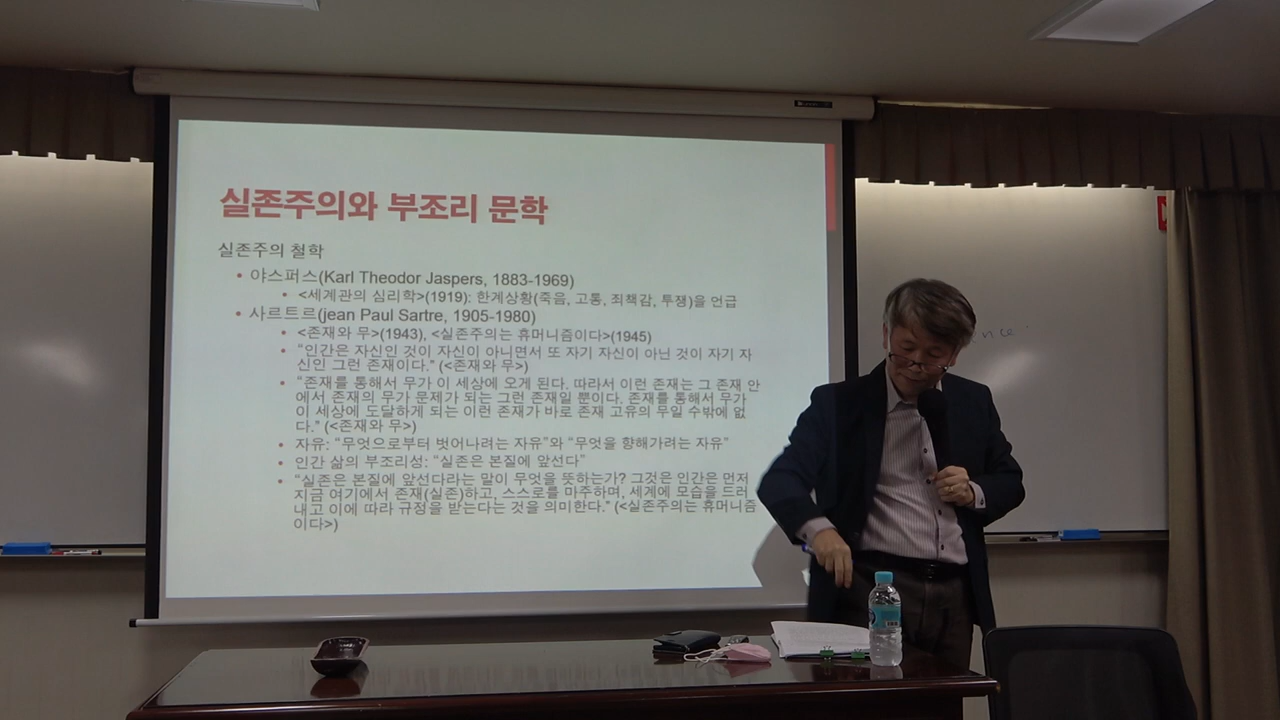 실존주의와 부조리 문학
실존주의 철학
• 야스퍼스(Karl Theodor Jaspers, 1883-1969)
• <세계관의 심리학>(1919): 한계상황(죽음, 고통, 죄책감, 투쟁)을 언급
• 사르트르(jean Paul Sartre, 1905-1980)
• <존재와 무>(1943), <실존주의는 휴머니즘이다>(1945)
• “인간은 자신인 것이 자신이 아니면서 또 자기 자신이 아닌 것이 자기 자
신인 그런 존재이다.” (<존재와 무>)
• “존재를 통해서 무가 이 세상에 오게 된다. 따라서 이런 존재는 그 존재 안
에서 존재의 무가 문제가 되는 그런 존재일 뿐이다. 존재를 통해서 무가
이 세상에 도달하게 되는 이런 존재가 바로 존재 고유의 무일 수밖에 없
다.” (<존재와 무>)
• 자유: “무엇으로부터 벗어나려는 자유”와 “무엇을 향해가려는 자유”
• 인간 삶의 부조리성: “실존은 본질에 앞선다”
• “실존은 본질에 앞선다라는 말이 무엇을 뜻하는가? 그것은 인간은 먼저
지금 여기에서 존재(실존)하고, 스스로를 마주하며, 세계에 모습을 드러
내고 이에 따라 규정을 받는다는 것을 의미한다.” (<실존주의는 휴머니즘
이다>)
nce